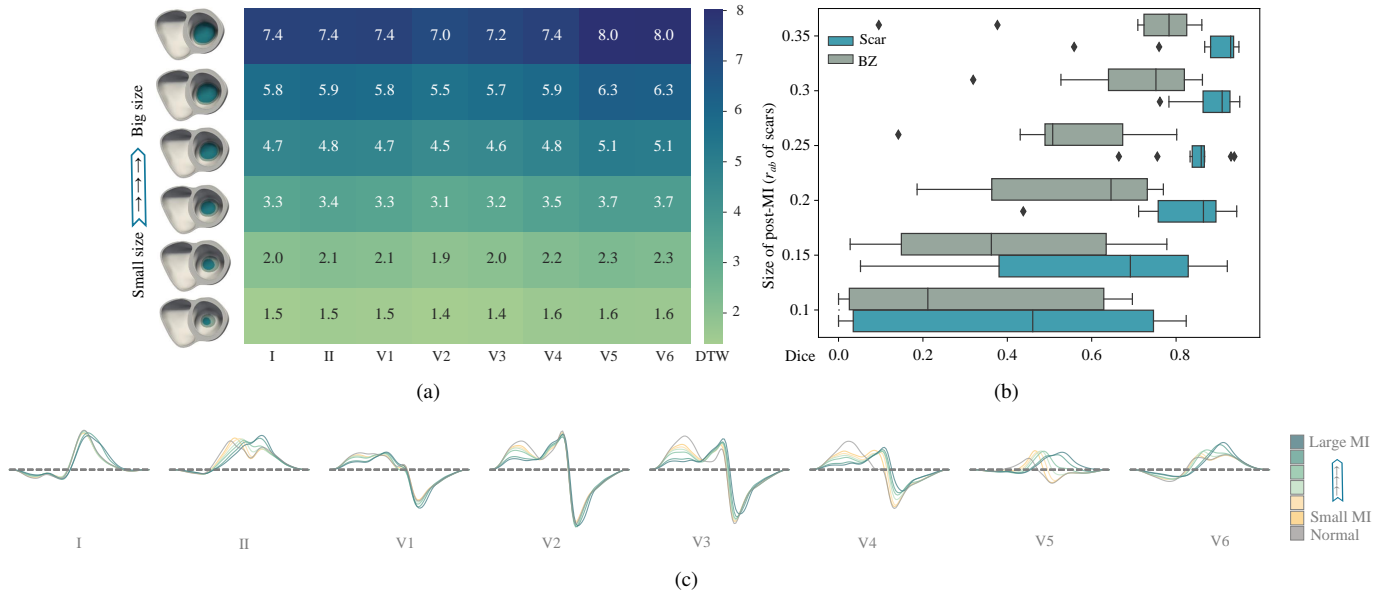 Big size
Small size
7.4 7.4 7.4 7.0 7.2 7.4 8.0 8.0
5.8 5.9 5.8 5.5 5.7 5.9 6.3 6.3
4.7 4.8 4.7 4.5 4.6 4.8 5.1 5.1
3.3 3.4 3.3 3.1 3.2 3.5 3.7 3.7
2.0 2.1 2.1 1.9 2.0 2.2 2.3 2.3
1.5 1.5 1.5 1.4 1.4 1.6 1.6 1.6
I II V1 V2 V3 V4 V5 V6 DTW
8
7
6
5
4
3
2
(a)
Size of post-MI (r_ab of scars)
0.35
0.3
0.25
0.2
0.15
0.1
Scar
BZ
Dice 0.0 0.2 0.4 0.6 0.8
(b)
I II V1 V2 V3 V4 V5 V6
Large MI
Small MI
Normal
(c)